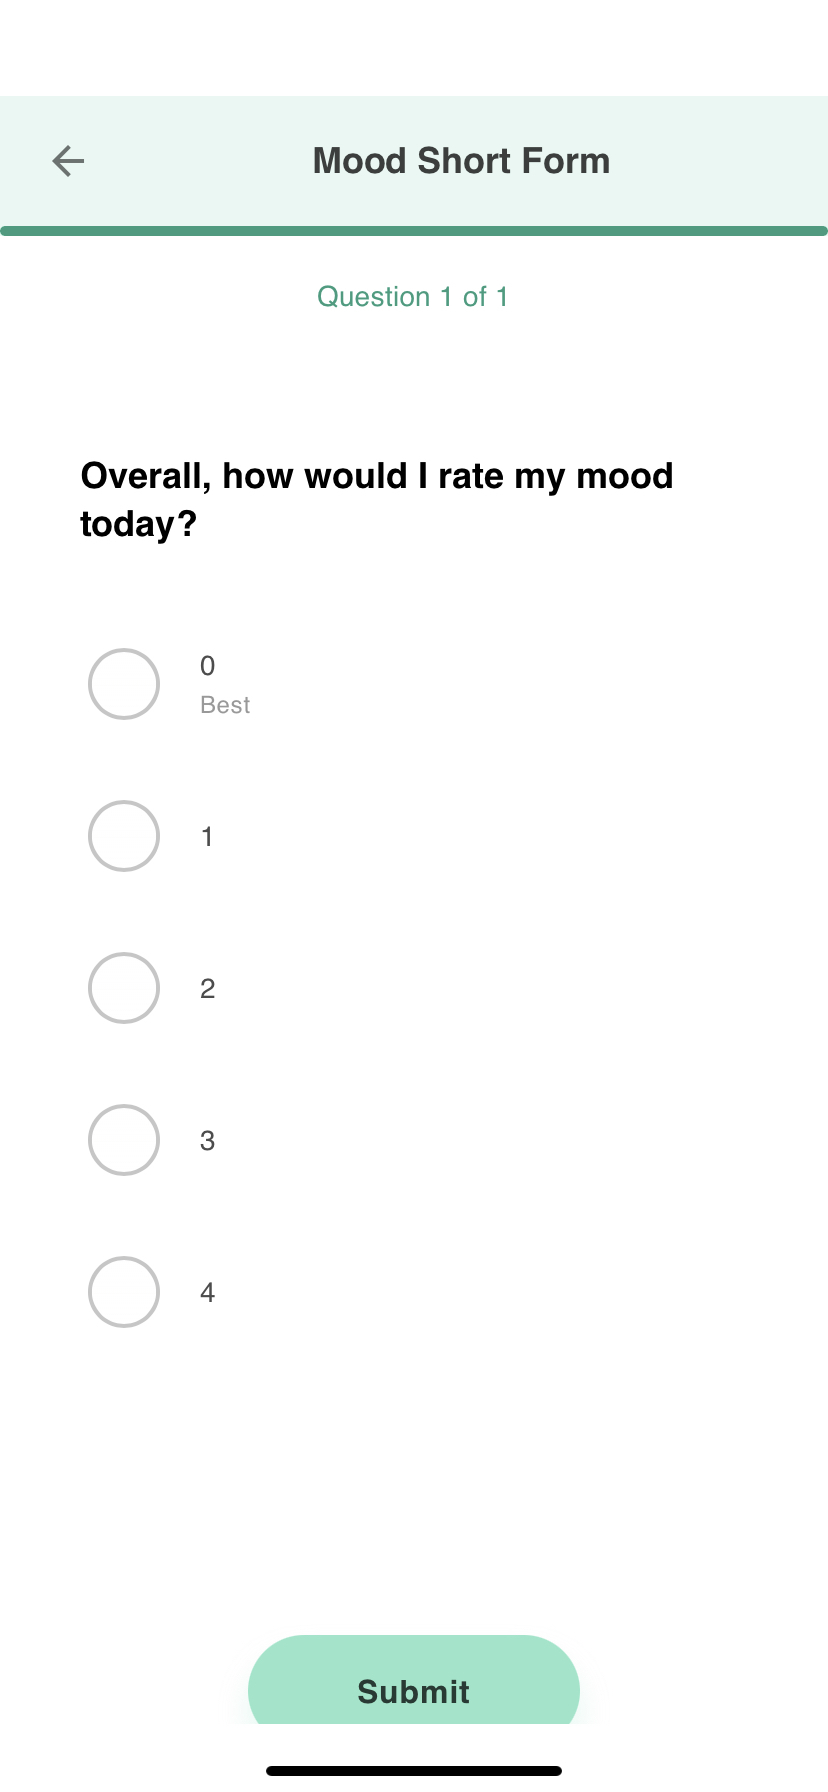 Mood Short Form
Question 1 of 1
Overall, how would I rate my mood
today?
0
Best
1
2
3
4
Submit